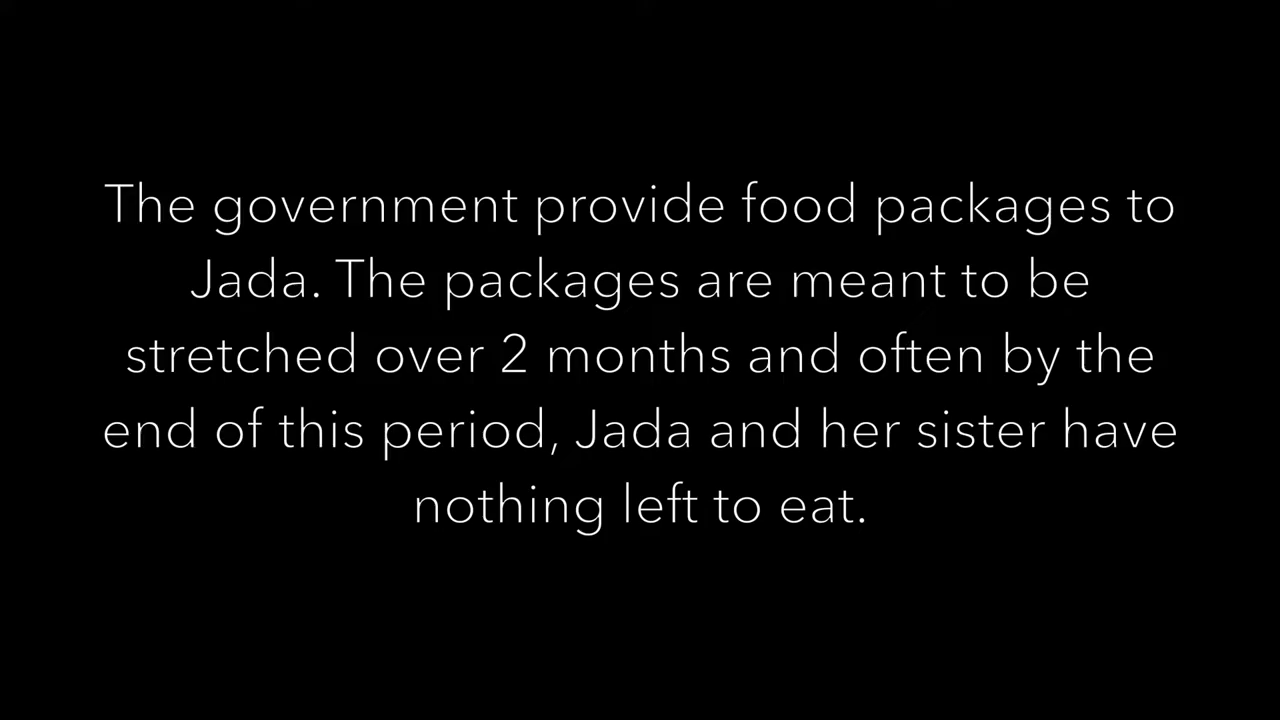 The government provide food packages to
Jada. The packages are meant to be
stretched over 2 months and often by the
end of this period, Jada and her sister have
nothing left to eat.